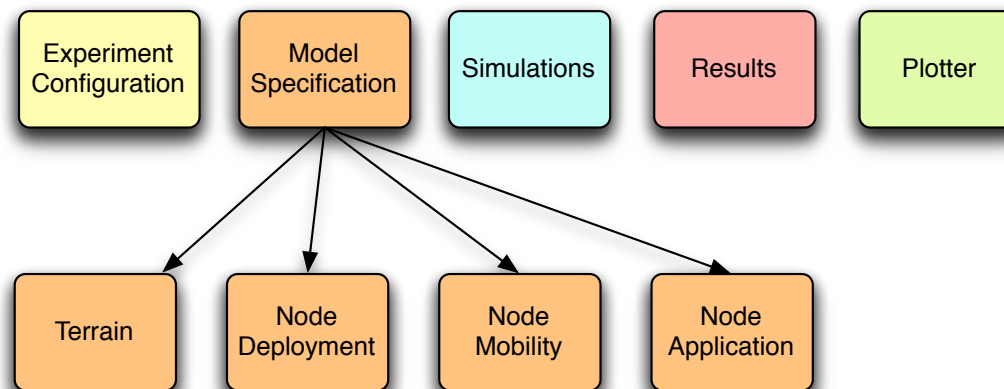 Experiment
Configuration
Model
Specification
Simulations
Results
Plotter
Terrain
Node
Deployment
Node
Mobility
Node
Application